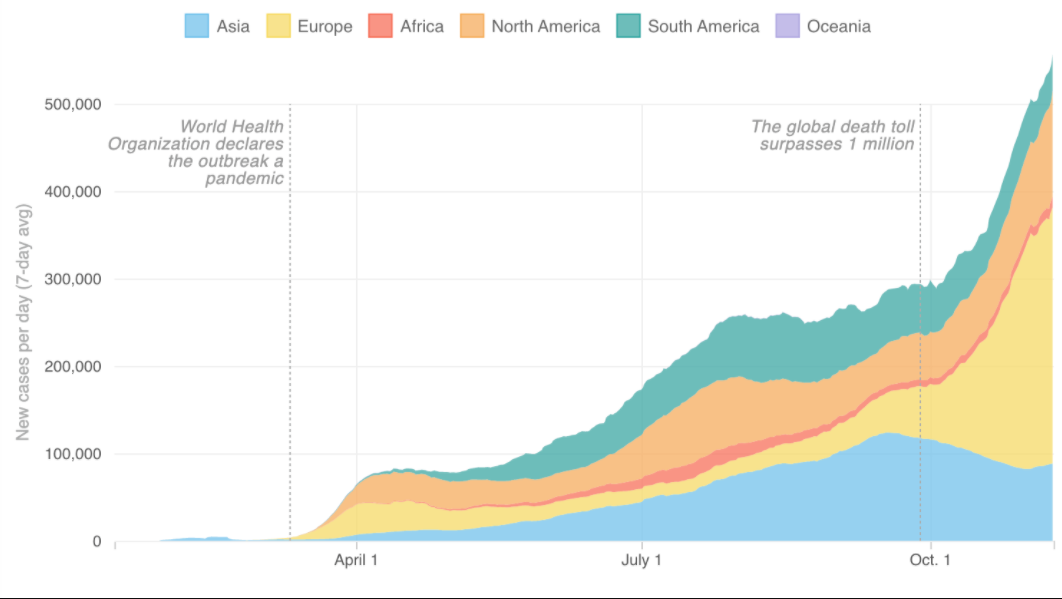 Asia Europe Africa North America South America Oceania
New cases per day (7-day avg)
500,000
400,000
300,000
200,000
100,000
0
World Health
Organization declares
the outbreak a
pandemic
The global death toll
surpasses 1 million
April 1 July 1 Oct. 1